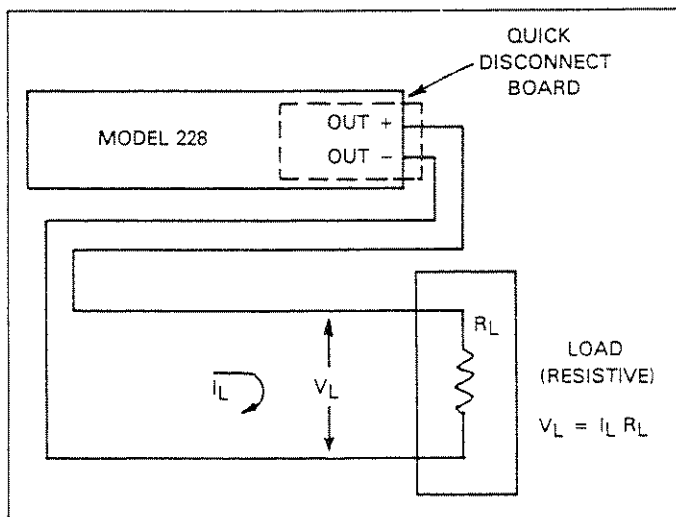 QUICK
DISCONNECT
BOARD
MODEL 228
OUT +
OUT −
RL
LOAD
(RESISTIVE)
IL
VL
VL = IL RL